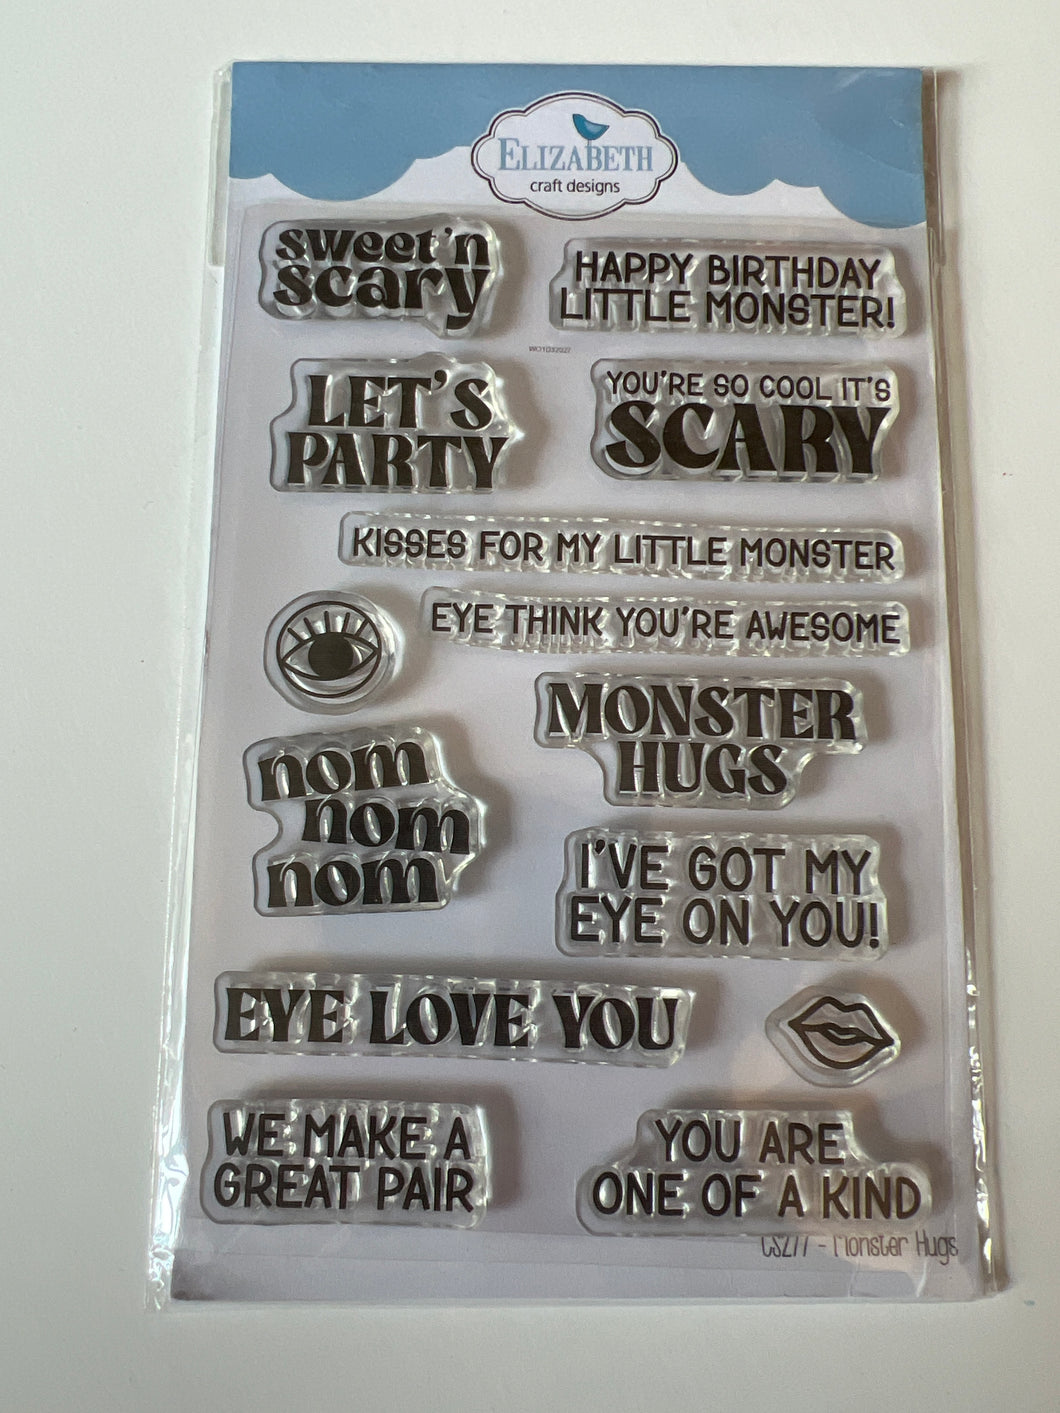 ELIZABETH
craft designs
sweet 'n
scary
HAPPY BIRTHDAY
LITTLE MONSTER!
WO1032027
LET'S
PARTY
YOU'RE SO COOL IT'S
SCARY
KISSES FOR MY LITTLE MONSTER
EYE THINK YOU'RE AWESOME
MONSTER
HUGS
nom
nom
nom
I'VE GOT MY
EYE ON YOU!
EYE LOVE YOU
WE MAKE A
GREAT PAIR
YOU ARE
ONE OF A KIND
CS277 - Monster Hugs